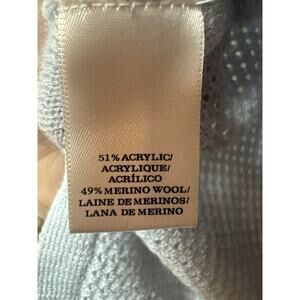 51% ACRYLIC/
ACRYLIQUE/
ACRÍLICO
49% MERINO WOOL/
LAINE DE MERINOS/
LANA DE MERINO